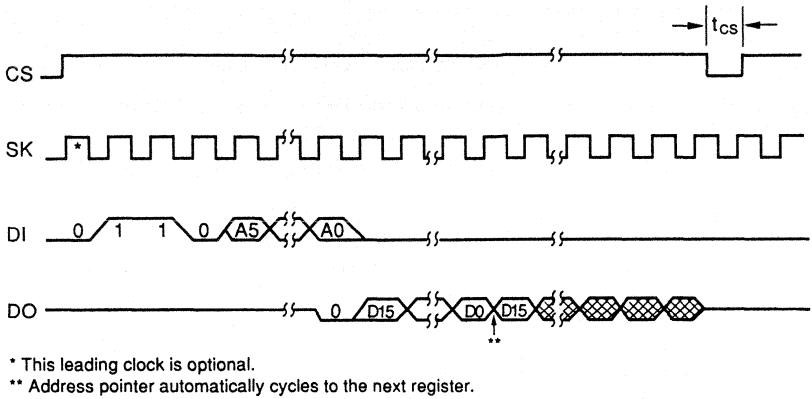 tCS
CS
SK *
DI 0 1 1 0 A5 A0
DO 0 D15 D0 D15
**
* This leading clock is optional.
** Address pointer automatically cycles to the next register.